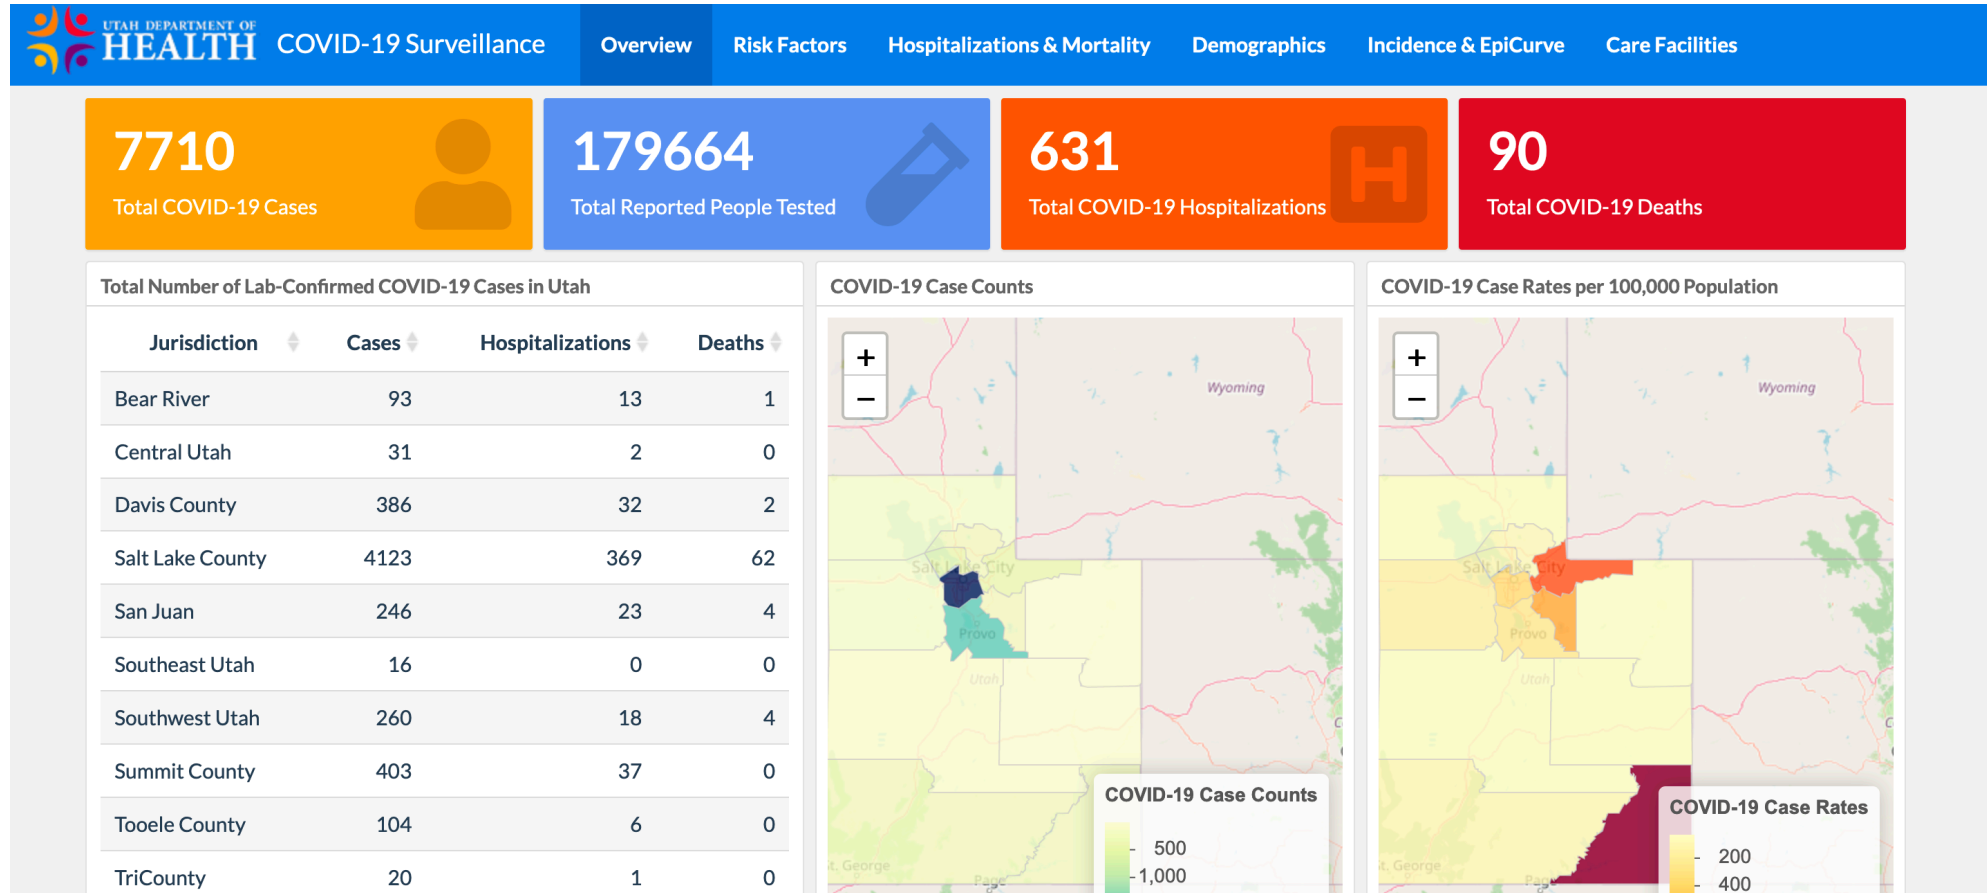 UTAH DEPARTMENT OF
HEALTH
COVID-19 Surveillance
Overview
Risk Factors
Hospitalizations & Mortality
Demographics
Incidence & EpiCurve
Care Facilities
7710
Total COVID-19 Cases
179664
Total Reported People Tested
631
Total COVID-19 Hospitalizations
H
90
Total COVID-19 Deaths
Total Number of Lab-Confirmed COVID-19 Cases in Utah
Jurisdiction Cases Hospitalizations Deaths
Bear River 93 13 1
Central Utah 31 2 0
Davis County 386 32 2
Salt Lake County 4123 369 62
San Juan 246 23 4
Southeast Utah 16 0 0
Southwest Utah 260 18 4
Summit County 403 37 0
Tooele County 104 6 0
TriCounty 20 1 0
COVID-19 Case Counts
+
−
Wyoming
Salt Lake City
Provo
Utah
St. George
Page
COVID-19 Case Counts
500
1,000
COVID-19 Case Rates per 100,000 Population
+
−
Wyoming
Salt Lake City
Provo
Utah
St. George
Page
COVID-19 Case Rates
200
400